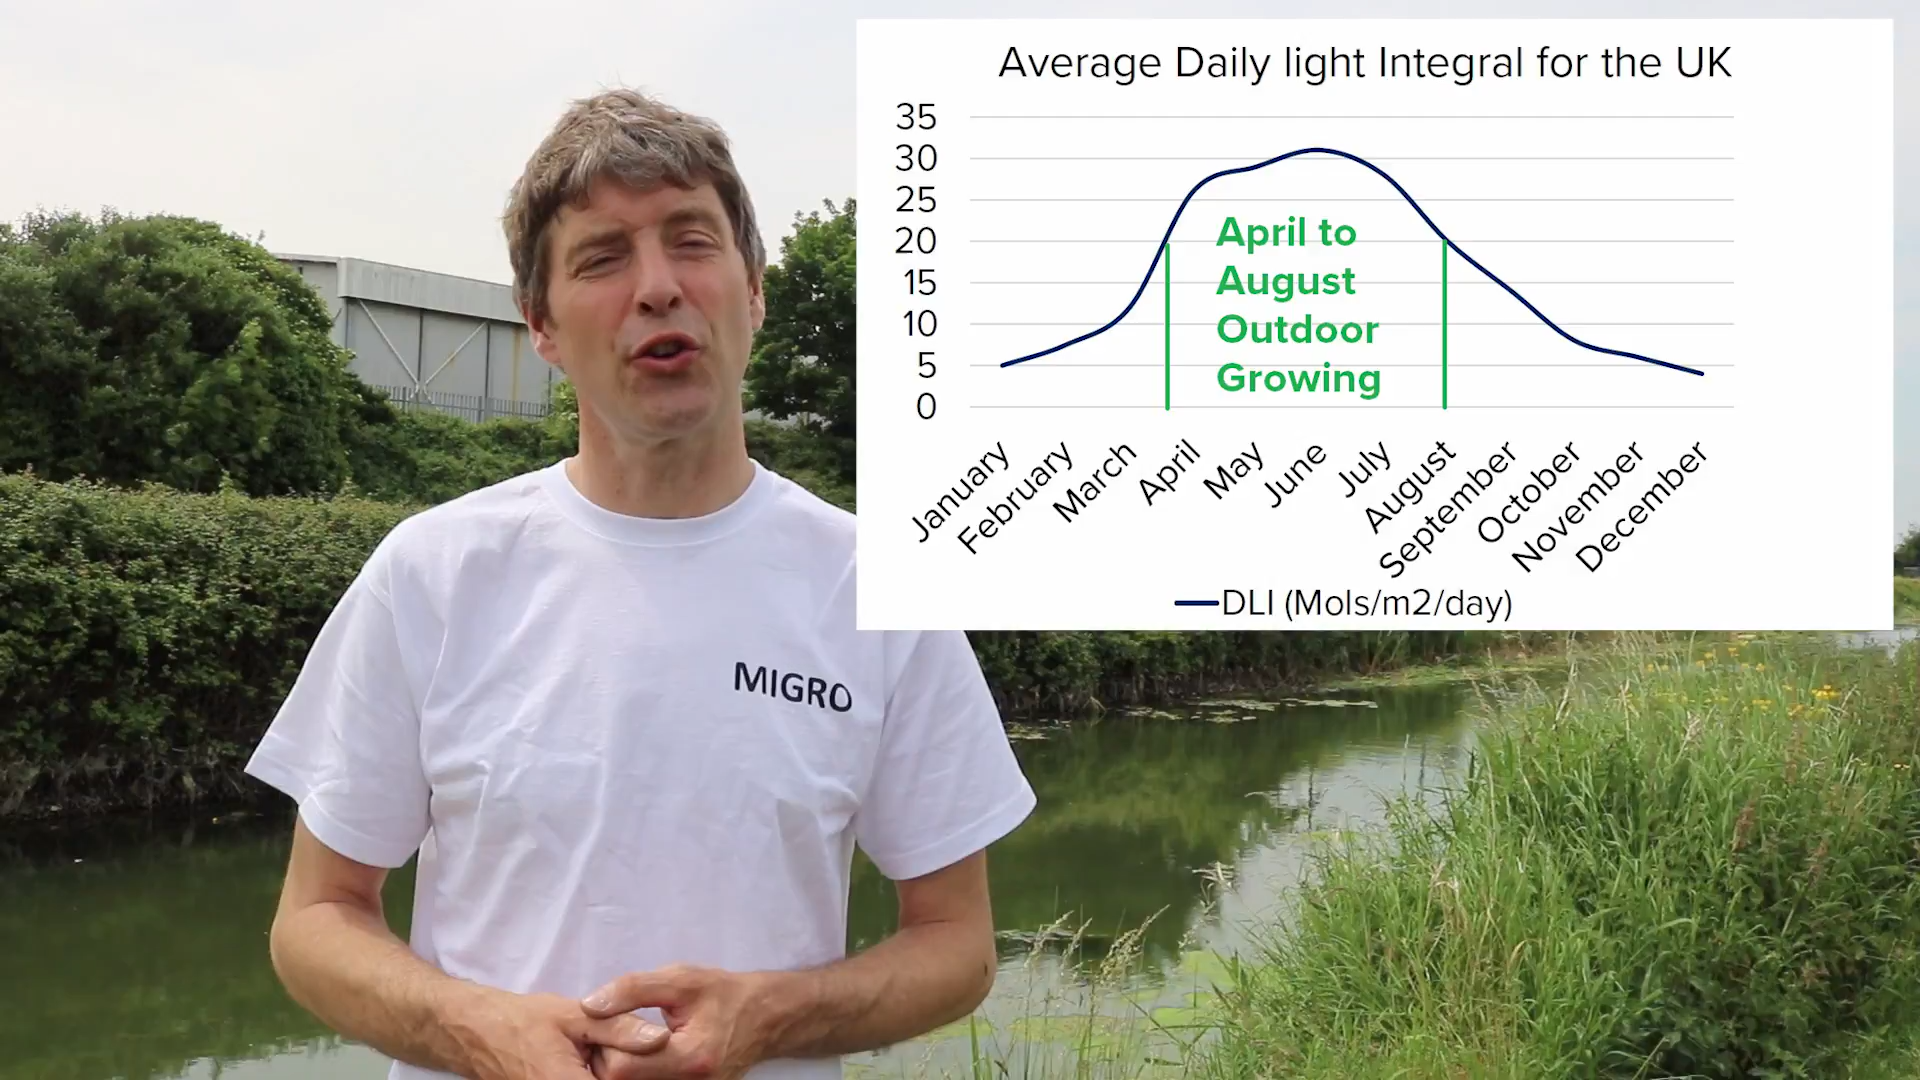 Average Daily light Integral for the UK
35
30
25
20
15
10
5
0
April to
August
Outdoor
Growing
January
February
March
April
May
June
July
August
September
October
November
December
DLI (Mols/m2/day)
MIGRO